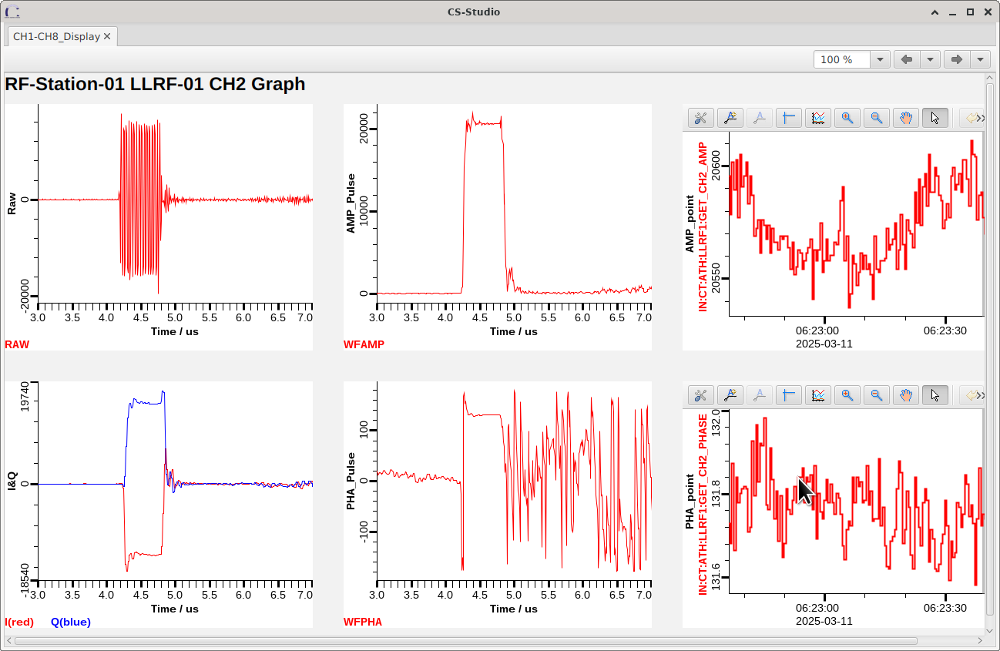 CS-Studio
CH1-CH8_Display
100 %
RF-Station-01 LLRF-01 CH2 Graph
Raw
0
-20000
3.0 3.5 4.0 4.5 5.0 5.5 6.0 6.5 7.0
Time / us
RAW
AMP_Pulse
20000
10000
0
3.0 3.5 4.0 4.5 5.0 5.5 6.0 6.5 7.0
Time / us
WFAMP
AMP_point
IN:CT:ATH:LLRF1:GET_CH2_AMP
20600
20550
06:23:00 06:23:30
2025-03-11
I&Q
19740
0
-18540
3.0 3.5 4.0 4.5 5.0 5.5 6.0 6.5 7.0
Time / us
I(red) Q(blue)
PHA_Pulse
100
0
-100
3.0 3.5 4.0 4.5 5.0 5.5 6.0 6.5 7.0
Time / us
WFPHA
PHA_point
IN:CT:ATH:LLRF1:GET_CH2_PHASE
132.0
131.8
131.6
06:23:00 06:23:30
2025-03-11